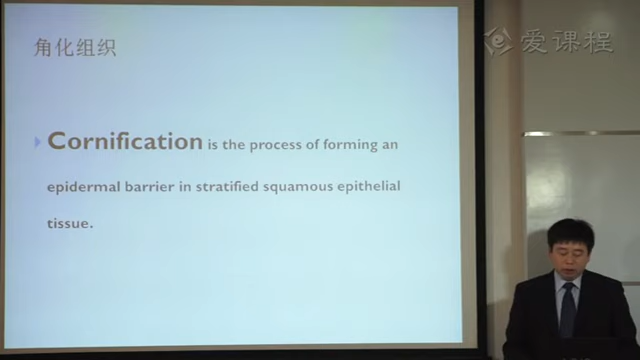 角化组织
爱课程
Cornification is the process of forming an
epidermal barrier in stratified squamous epithelial
tissue.